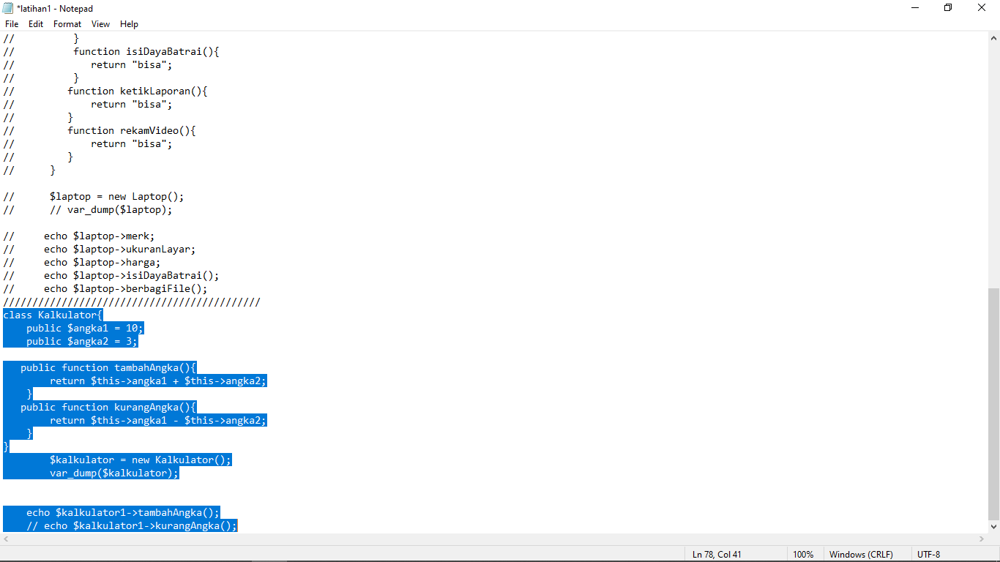 *latihan1 - Notepad
File Edit Format View Help
//          }
//          function isiDayaBatrai(){
//             return "bisa";
//          }
//         function ketikLaporan(){
//             return "bisa";
//         }
//         function rekamVideo(){
//             return "bisa";
//         }
//      }
//      $laptop = new Laptop();
//      // var_dump($laptop);
//     echo $laptop->merk;
//     echo $laptop->ukuranLayar;
//     echo $laptop->harga;
//     echo $laptop->isiDayaBatrai();
//     echo $laptop->berbagiFile();
////////////////////////////////////////////
class Kalkulator{
    public $angka1 = 10;
    public $angka2 = 3;
   public function tambahAngka(){
        return $this->angka1 + $this->angka2;
    }
   public function kurangAngka(){
        return $this->angka1 - $this->angka2;
    }
}
        $kalkulator = new Kalkulator();
        var_dump($kalkulator);
    echo $kalkulator1->tambahAngka();
    // echo $kalkulator1->kurangAngka();
Ln 78, Col 41 100% Windows (CRLF) UTF-8